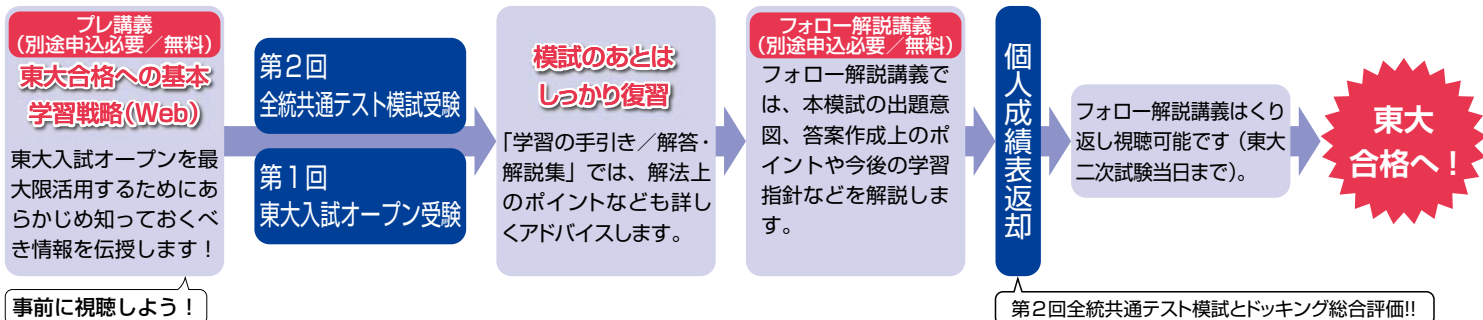 プレ講義
(別途申込必要/無料)
東大合格への基本
学習戦略(Web)
東大入試オープンを最
大限活用するためにあ
らかじめ知っておくべ
き情報を伝授します!
事前に視聴しよう!
第2回
全統共通テスト模試受験
第1回
東大入試オープン受験
模試のあとは
しっかり復習
「学習の手引き/解答・
解説集」では、解法上
のポイントなども詳し
くアドバイスします。
フォロー解説講義
(別途申込必要/無料)
フォロー解説講義で
は、本模試の出題意
図、答案作成上のポ
イントや今後の学習
指針などを解説しま
す。
個人成績表返却
第2回全統共通テスト模試とドッキング総合評価!!
フォロー解説講義はくり
返し視聴可能です(東大
二次試験当日まで)。
東大
合格へ!